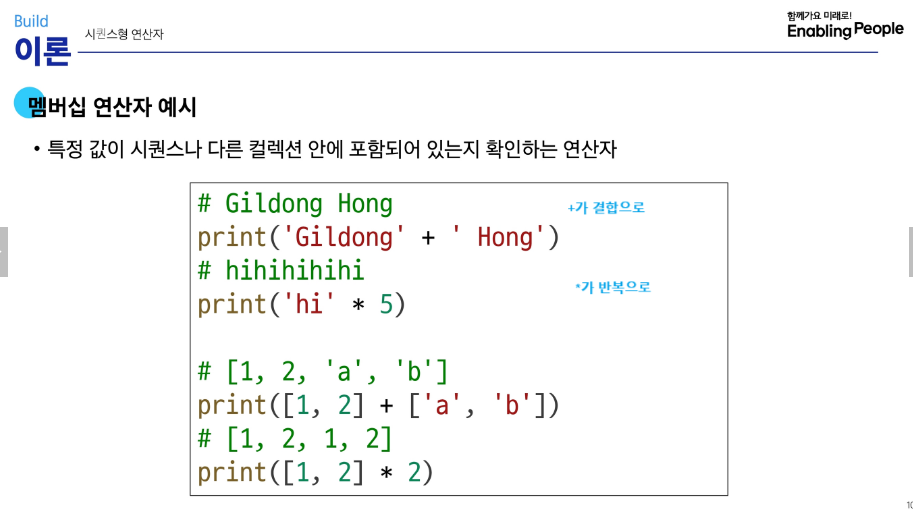 Build
이론
시퀀스형 연산자
함께가요 미래로!
Enabling People
멤버십 연산자 예시
• 특정 값이 시퀀스나 다른 컬렉션 안에 포함되어 있는지 확인하는 연산자
# Gildong Hong
+가 결합으로
print('Gildong' + ' Hong')
# hihihihihi
*가 반복으로
print('hi' * 5)
# [1, 2, 'a', 'b']
print([1, 2] + ['a', 'b'])
# [1, 2, 1, 2]
print([1, 2] * 2)